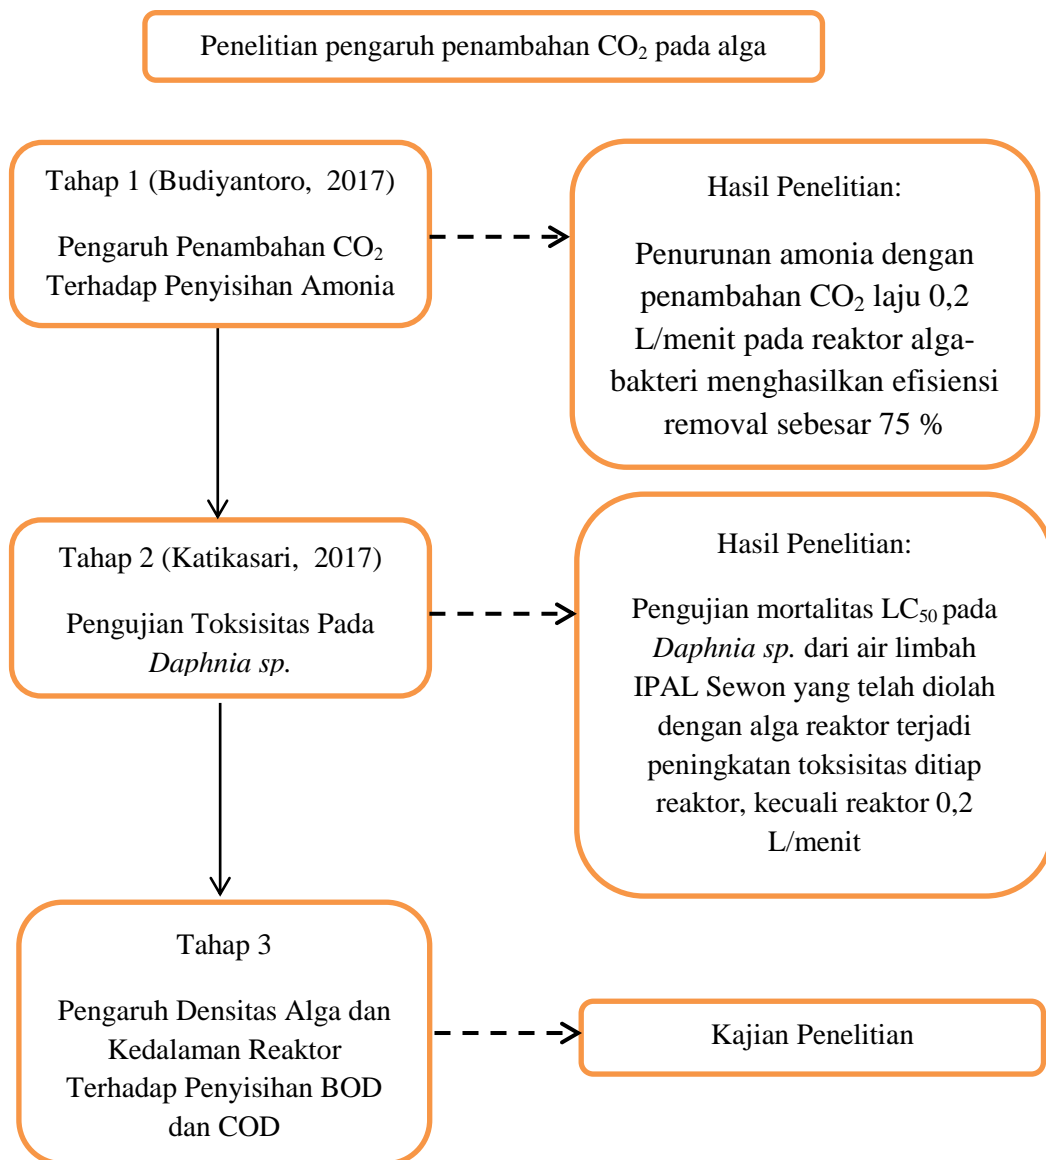 Penelitian pengaruh penambahan CO₂ pada alga
Tahap 1 (Budiyantoro, 2017)
Pengaruh Penambahan CO₂
Terhadap Penyisihan Amonia
Hasil Penelitian:
Penurunan amonia dengan
penambahan CO₂ laju 0,2
L/menit pada reaktor alga-
bakteri menghasilkan efisiensi
removal sebesar 75 %
Tahap 2 (Katikasari, 2017)
Pengujian Toksisitas Pada
Daphnia sp.
Hasil Penelitian:
Pengujian mortalitas LC₅₀ pada
Daphnia sp. dari air limbah
IPAL Sewon yang telah diolah
dengan alga reaktor terjadi
peningkatan toksisitas ditiap
reaktor, kecuali reaktor 0,2
L/menit
Tahap 3
Pengaruh Densitas Alga dan
Kedalaman Reaktor
Terhadap Penyisihan BOD
dan COD
Kajian Penelitian